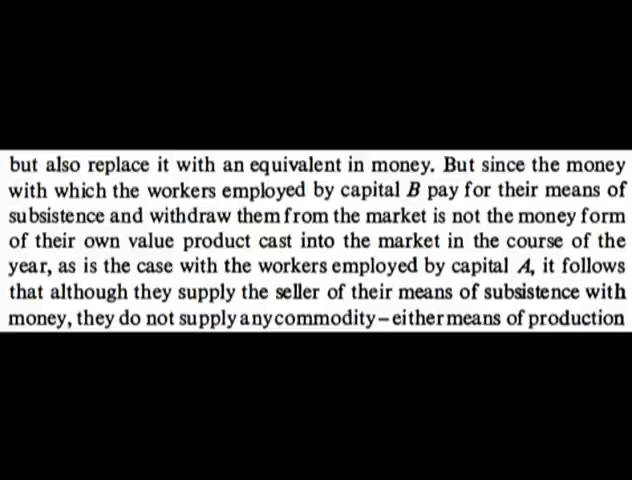 but also replace it with an equivalent in money. But since the money
with which the workers employed by capital B pay for their means of
subsistence and withdraw them from the market is not the money form
of their own value product cast into the market in the course of the
year, as is the case with the workers employed by capital A, it follows
that although they supply the seller of their means of subsistence with
money, they do not supply any commodity – either means of production